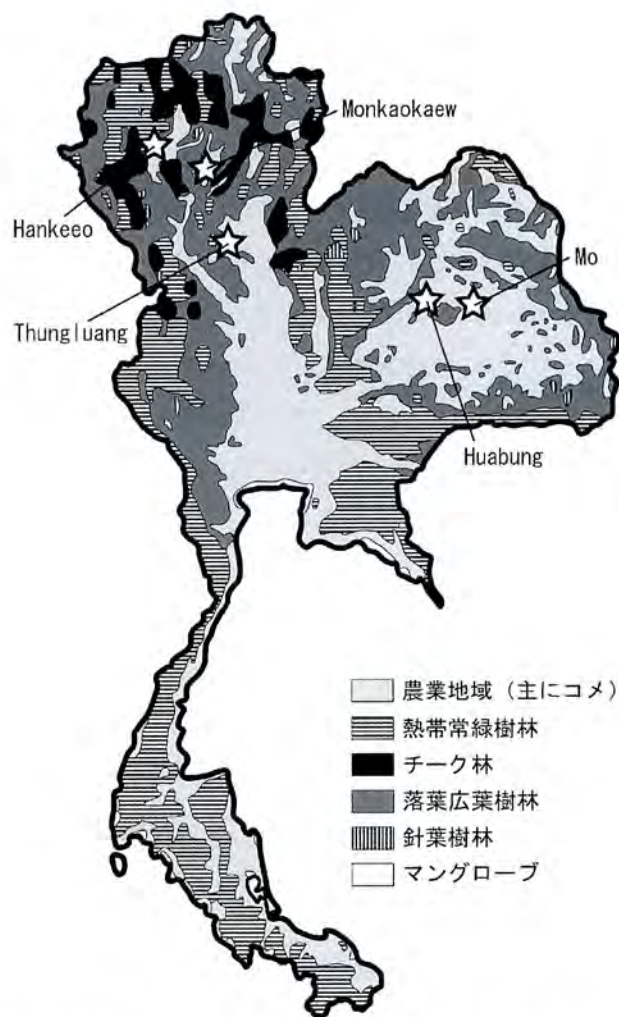 Monkaokaew
Hankeeo
Mo
Thungluang
Huabung
農業地域（主にコメ）
熱帯常緑樹林
チーク林
落葉広葉樹林
針葉樹林
マングローブ